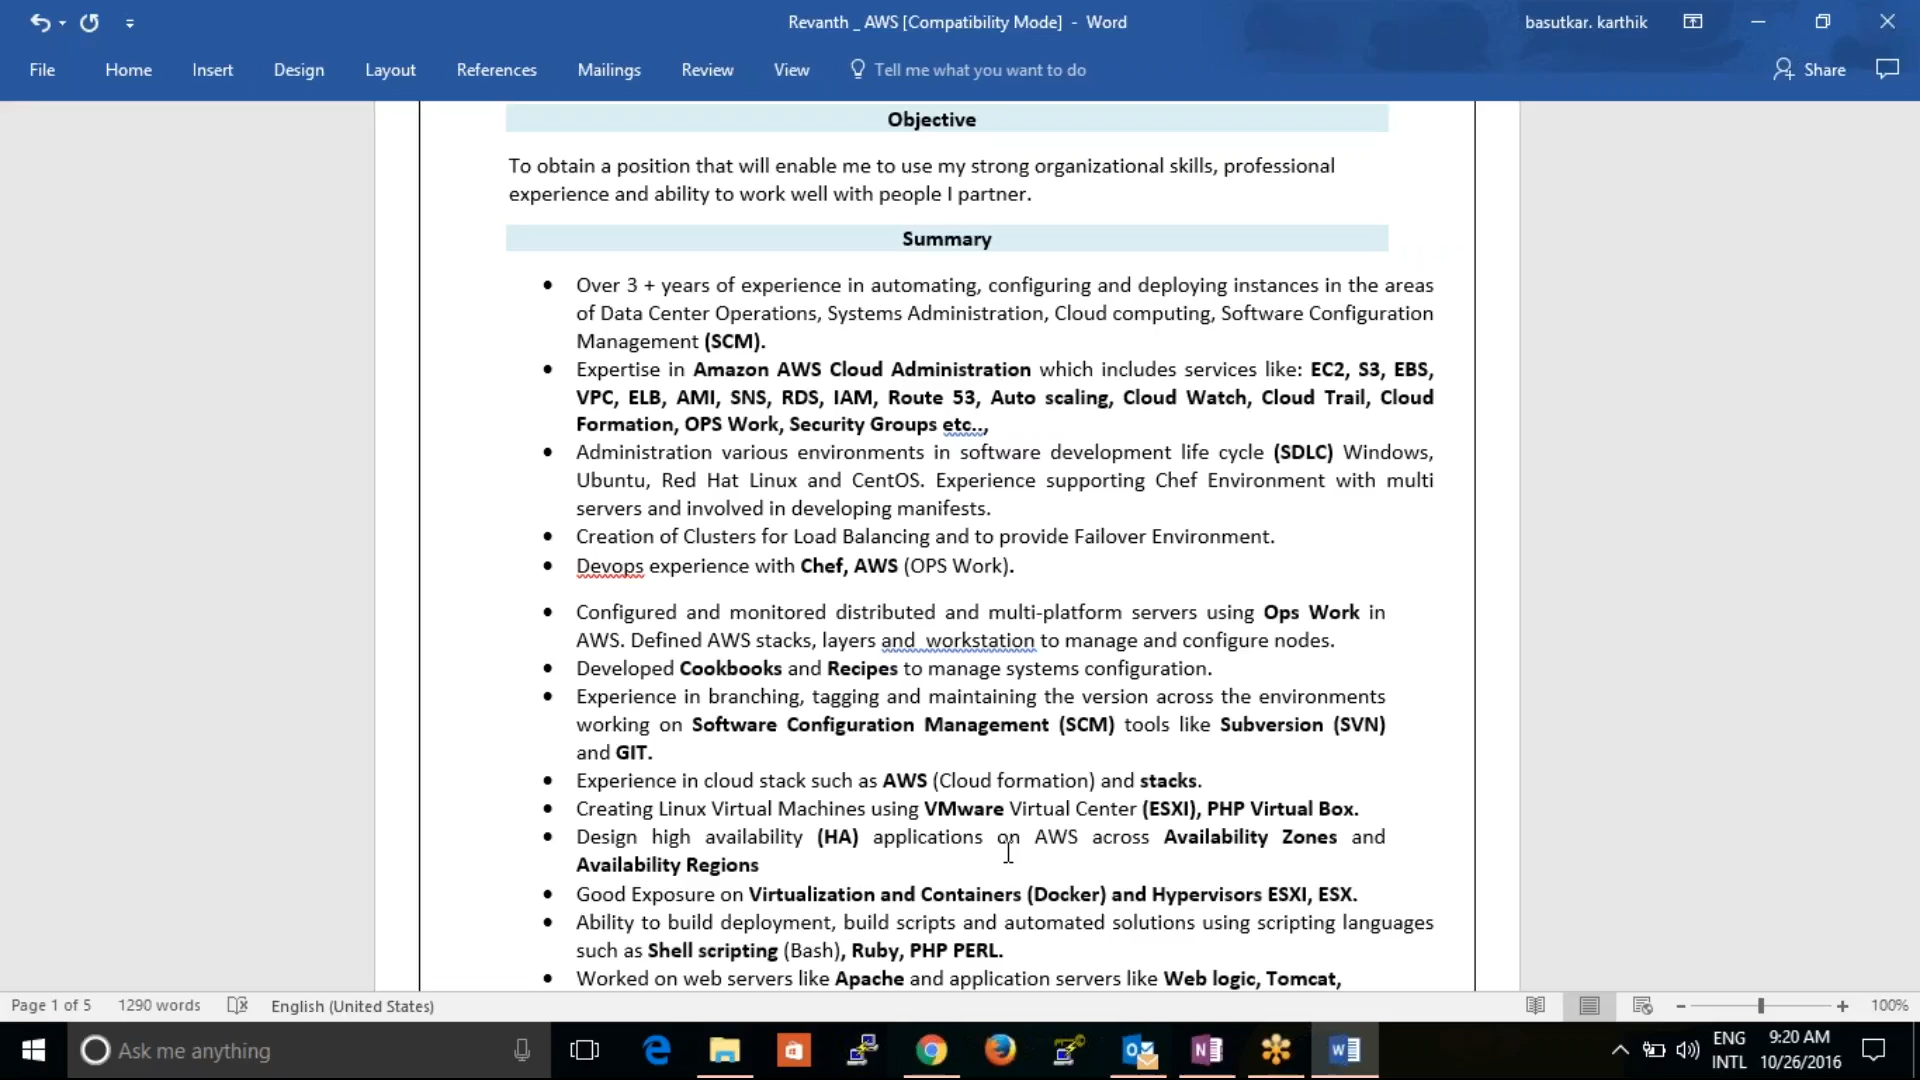 Revanth _ AWS [Compatibility Mode] - Word
basutkar. karthik
File Home Insert Design Layout References Mailings Review View Tell me what you want to do Share
Objective
To obtain a position that will enable me to use my strong organizational skills, professional
experience and ability to work well with people I partner.
Summary
• Over 3 + years of experience in automating, configuring and deploying instances in the areas
of Data Center Operations, Systems Administration, Cloud computing, Software Configuration
Management (SCM).
• Expertise in Amazon AWS Cloud Administration which includes services like: EC2, S3, EBS,
VPC, ELB, AMI, SNS, RDS, IAM, Route 53, Auto scaling, Cloud Watch, Cloud Trail, Cloud
Formation, OPS Work, Security Groups etc..,
• Administration various environments in software development life cycle (SDLC) Windows,
Ubuntu, Red Hat Linux and CentOS. Experience supporting Chef Environment with multi
servers and involved in developing manifests.
• Creation of Clusters for Load Balancing and to provide Failover Environment.
• Devops experience with Chef, AWS (OPS Work).
• Configured and monitored distributed and multi-platform servers using Ops Work in
AWS. Defined AWS stacks, layers and workstation to manage and configure nodes.
• Developed Cookbooks and Recipes to manage systems configuration.
• Experience in branching, tagging and maintaining the version across the environments
working on Software Configuration Management (SCM) tools like Subversion (SVN)
and GIT.
• Experience in cloud stack such as AWS (Cloud formation) and stacks.
• Creating Linux Virtual Machines using VMware Virtual Center (ESXI), PHP Virtual Box.
• Design high availability (HA) applications on AWS across Availability Zones and
Availability Regions
• Good Exposure on Virtualization and Containers (Docker) and Hypervisors ESXI, ESX.
• Ability to build deployment, build scripts and automated solutions using scripting languages
such as Shell scripting (Bash), Ruby, PHP PERL.
• Worked on web servers like Apache and application servers like Web logic, Tomcat,
Page 1 of 5 1290 words English (United States) 100%
Ask me anything
ENG 9:20 AM
INTL 10/26/2016